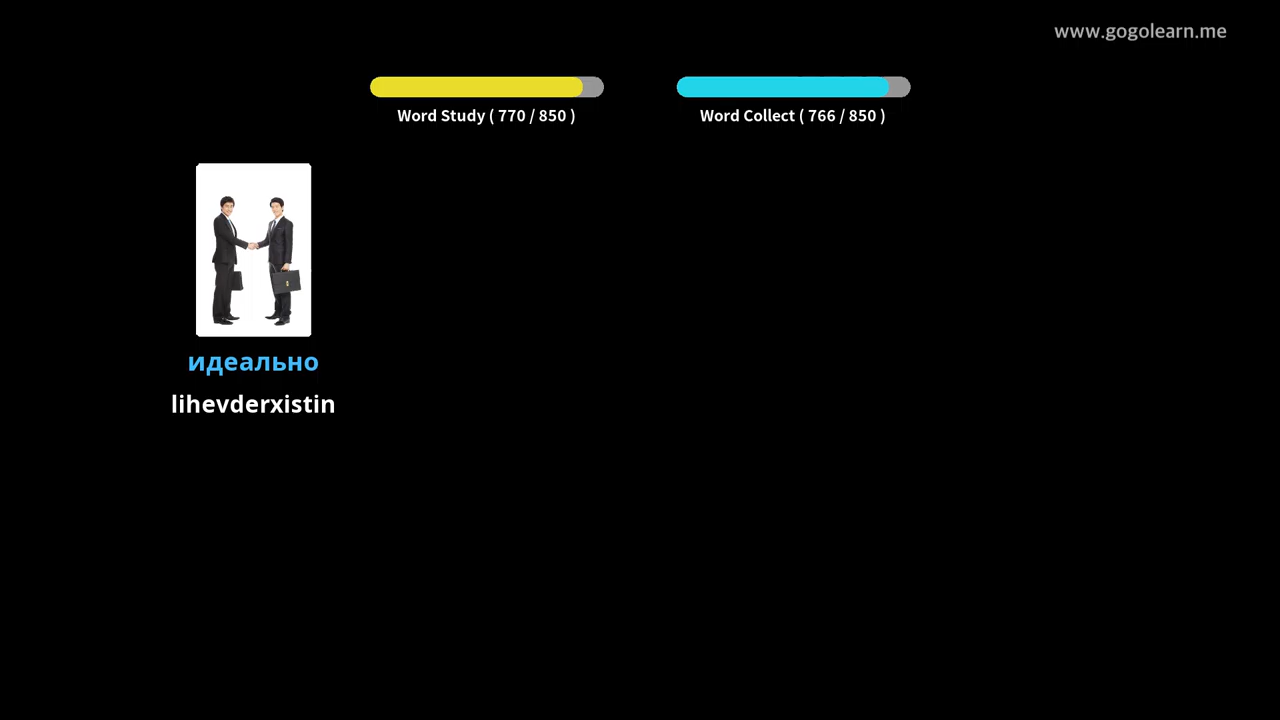 www.gogolearn.me
Word Study ( 770 / 850 )
Word Collect ( 766 / 850 )
идеально
lihevderxistin